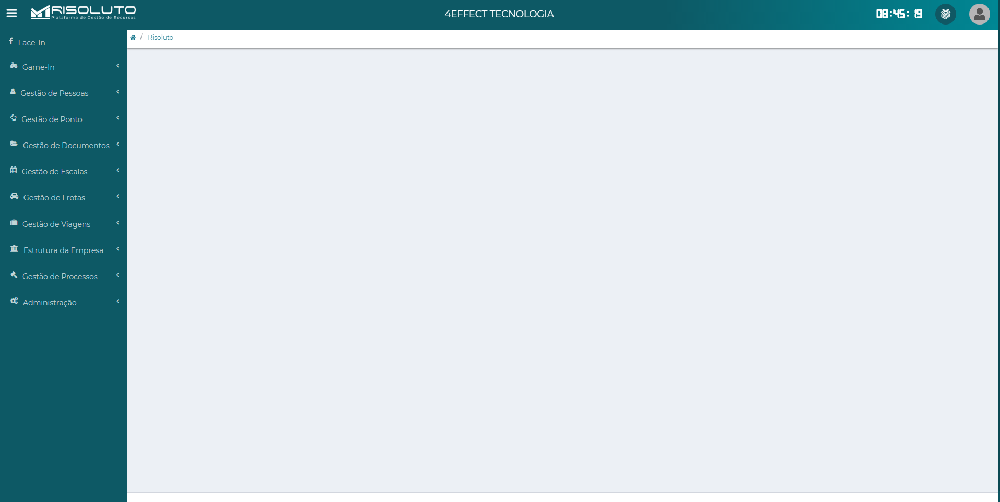 RISOLUTO
Plataforma de Gestão de Recursos
4EFFECT TECNOLOGIA
08:45: 19
/ Risoluto
Face-In
Game-In
Gestão de Pessoas
Gestão de Ponto
Gestão de Documentos
Gestão de Escalas
Gestão de Frotas
Gestão de Viagens
Estrutura da Empresa
Gestão de Processos
Administração